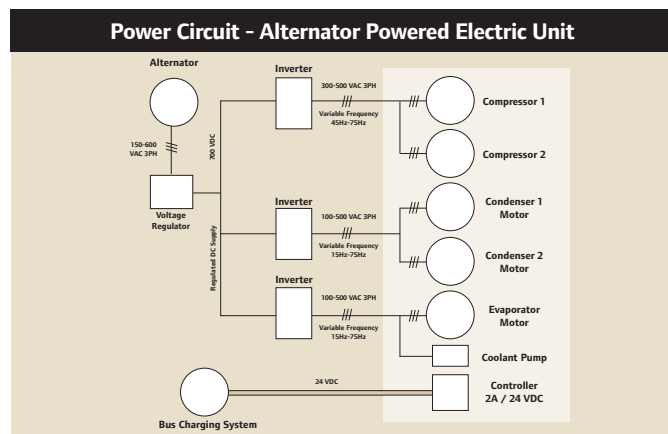 Power Circuit - Alternator Powered Electric Unit
Alternator
150-600
VAC 3PH
Voltage
Regulator
700 VDC
Regulated DC Supply
Inverter
300-500 VAC 3PH
Variable Frequency
45Hz-75Hz
Compressor 1
Compressor 2
Inverter
100-500 VAC 3PH
Variable Frequency
15Hz-75Hz
Condenser 1
Motor
Condenser 2
Motor
Inverter
100-500 VAC 3PH
Variable Frequency
15Hz-75Hz
Evaporator
Motor
Coolant Pump
24 VDC
Controller
2A / 24 VDC
Bus Charging System